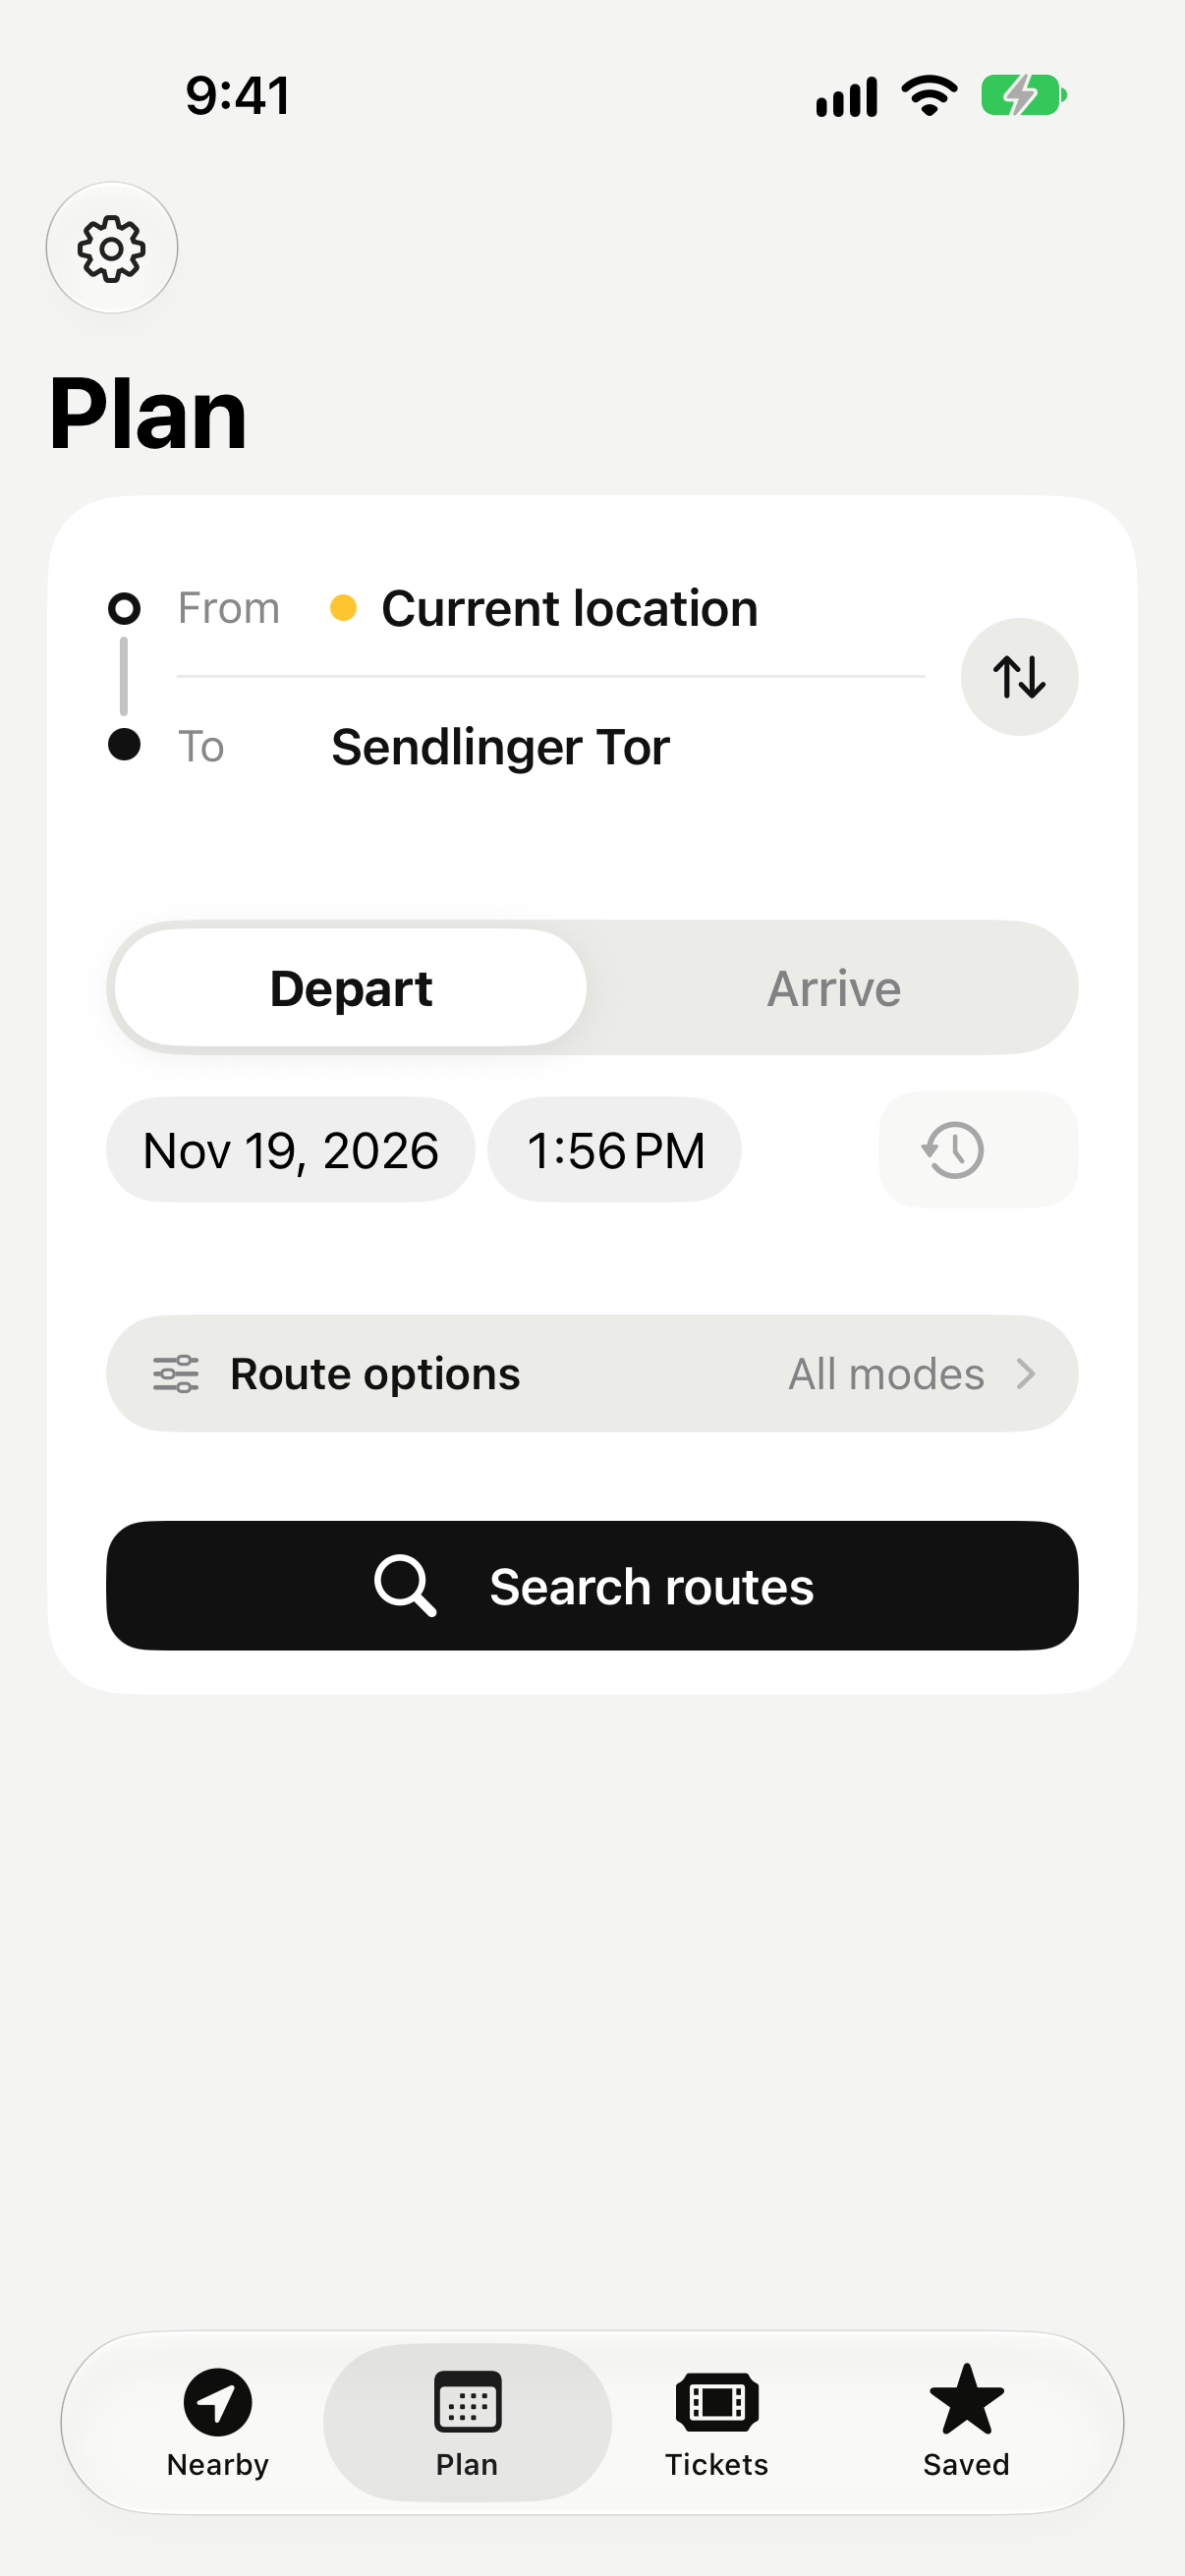 9:41
Plan
From Current location
To Sendlinger Tor
Depart Arrive
Nov 19, 2026 1:56 PM
Route options All modes
Search routes
Nearby Plan Tickets Saved